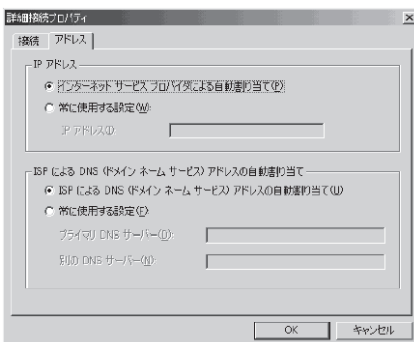 詳細接続プロパティ
接続 アドレス
IP アドレス
インターネット サービス プロバイダによる自動割り当て(P)
常に使用する設定(W):
IP アドレス(I):
ISP による DNS (ドメイン ネーム サービス) アドレスの自動割り当て
ISP による DNS (ドメイン ネーム サービス) アドレスの自動割り当て(U)
常に使用する設定(E)
プライマリ DNS サーバー(D):
別の DNS サーバー(N):
OK キャンセル